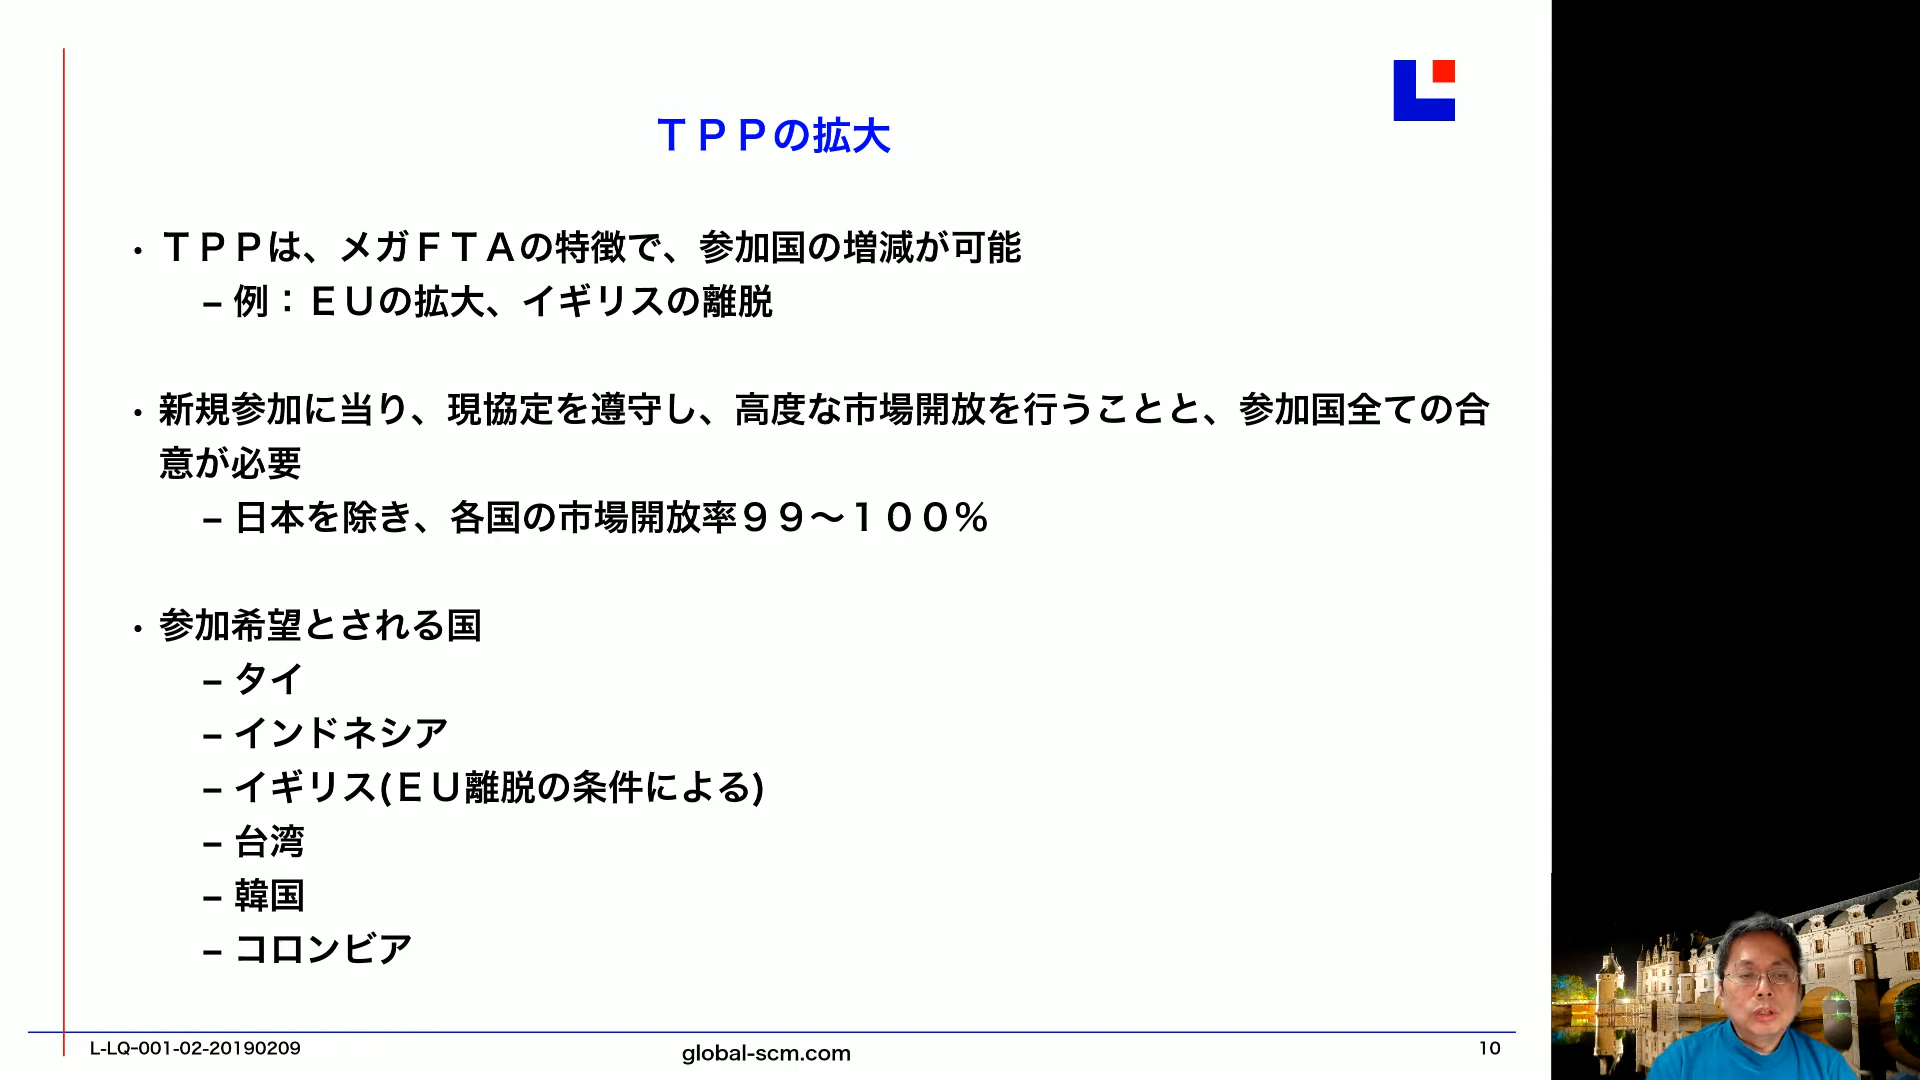 ＴＰＰの拡大
• ＴＰＰは、メガＦＴＡの特徴で、参加国の増減が可能
– 例：ＥＵの拡大、イギリスの離脱
• 新規参加に当り、現協定を遵守し、高度な市場開放を行うことと、参加国全ての合
意が必要
– 日本を除き、各国の市場開放率９９～１００％
• 参加希望とされる国
– タイ
– インドネシア
– イギリス(ＥＵ離脱の条件による)
– 台湾
– 韓国
– コロンビア
L-LQ-001-02-20190209
global-scm.com
10